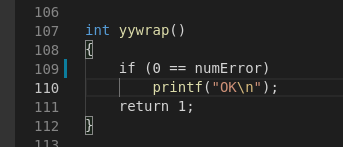 106
107 int yywrap()
108 {
109 if (0 == numError)
110 printf("OK\n");
111 return 1;
112 }
113